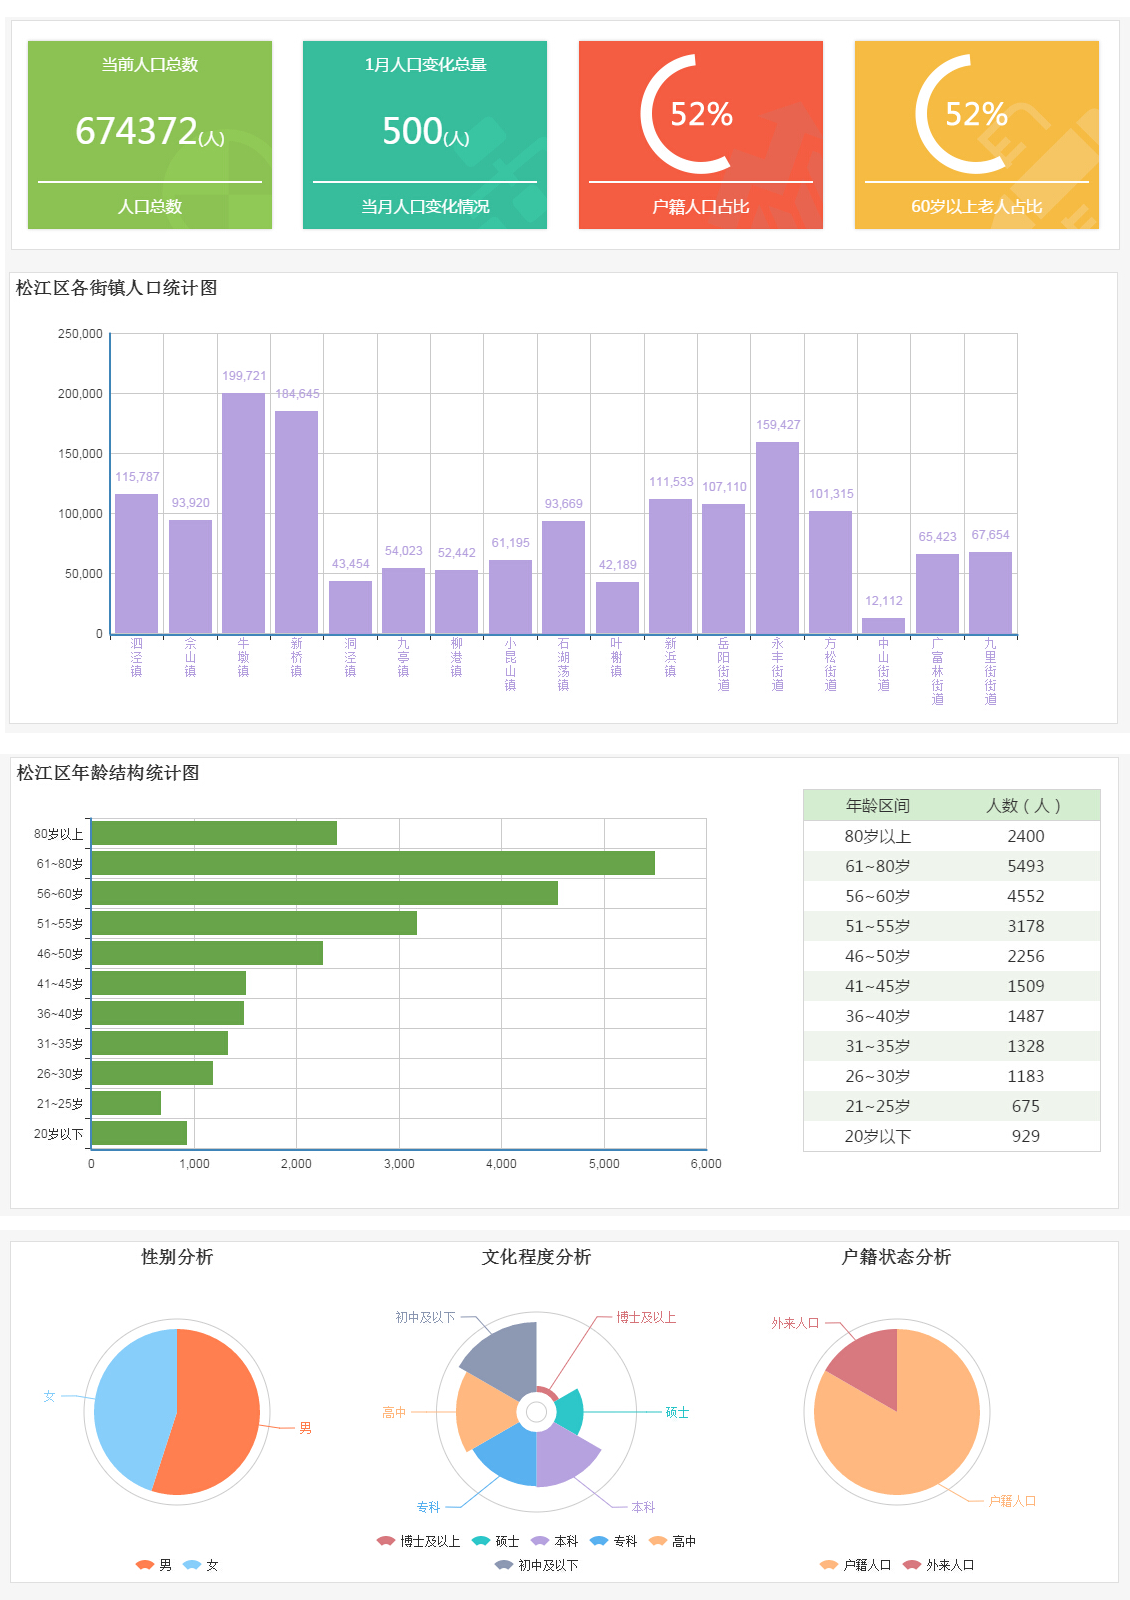 当前人口总数
674372(人)
人口总数
1月人口变化总量
500(人)
当月人口变化情况
52%
户籍人口占比
52%
60岁以上老人占比
松江区各街镇人口统计图
250,000
200,000
150,000
100,000
50,000
0
115,787
93,920
199,721
184,645
43,454
54,023
52,442
61,195
93,669
42,189
111,533
107,110
159,427
101,315
12,112
65,423
67,654
泗泾镇
佘山镇
牛墩镇
新桥镇
洞泾镇
九亭镇
柳港镇
小昆山镇
石湖荡镇
叶榭镇
新浜镇
岳阳街道
永丰街道
方松街道
中山街道
广富林街道
九里街街道
松江区年龄结构统计图
80岁以上
61~80岁
56~60岁
51~55岁
46~50岁
41~45岁
36~40岁
31~35岁
26~30岁
21~25岁
20岁以下
0 1,000 2,000 3,000 4,000 5,000 6,000
年龄区间 人数（人）
80岁以上 2400
61~80岁 5493
56~60岁 4552
51~55岁 3178
46~50岁 2256
41~45岁 1509
36~40岁 1487
31~35岁 1328
26~30岁 1183
21~25岁 675
20岁以下 929
性别分析
女
男
男 女
文化程度分析
初中及以下
博士及以上
高中
硕士
专科
本科
博士及以上 硕士 本科 专科 高中
初中及以下
户籍状态分析
外来人口
户籍人口
户籍人口 外来人口